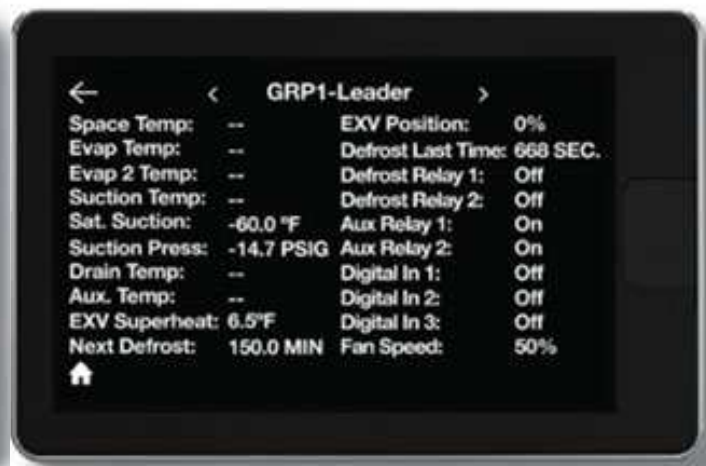 ← < GRP1-Leader >
Space Temp: -- EXV Position: 0%
Evap Temp: -- Defrost Last Time: 668 SEC.
Evap 2 Temp: -- Defrost Relay 1: Off
Suction Temp: -- Defrost Relay 2: Off
Sat. Suction: -60.0 ºF Aux Relay 1: On
Suction Press: -14.7 PSIG Aux Relay 2: On
Drain Temp: -- Digital In 1: Off
Aux. Temp: -- Digital In 2: Off
EXV Superheat: 6.5ºF Digital In 3: Off
Next Defrost: 150.0 MIN Fan Speed: 50%